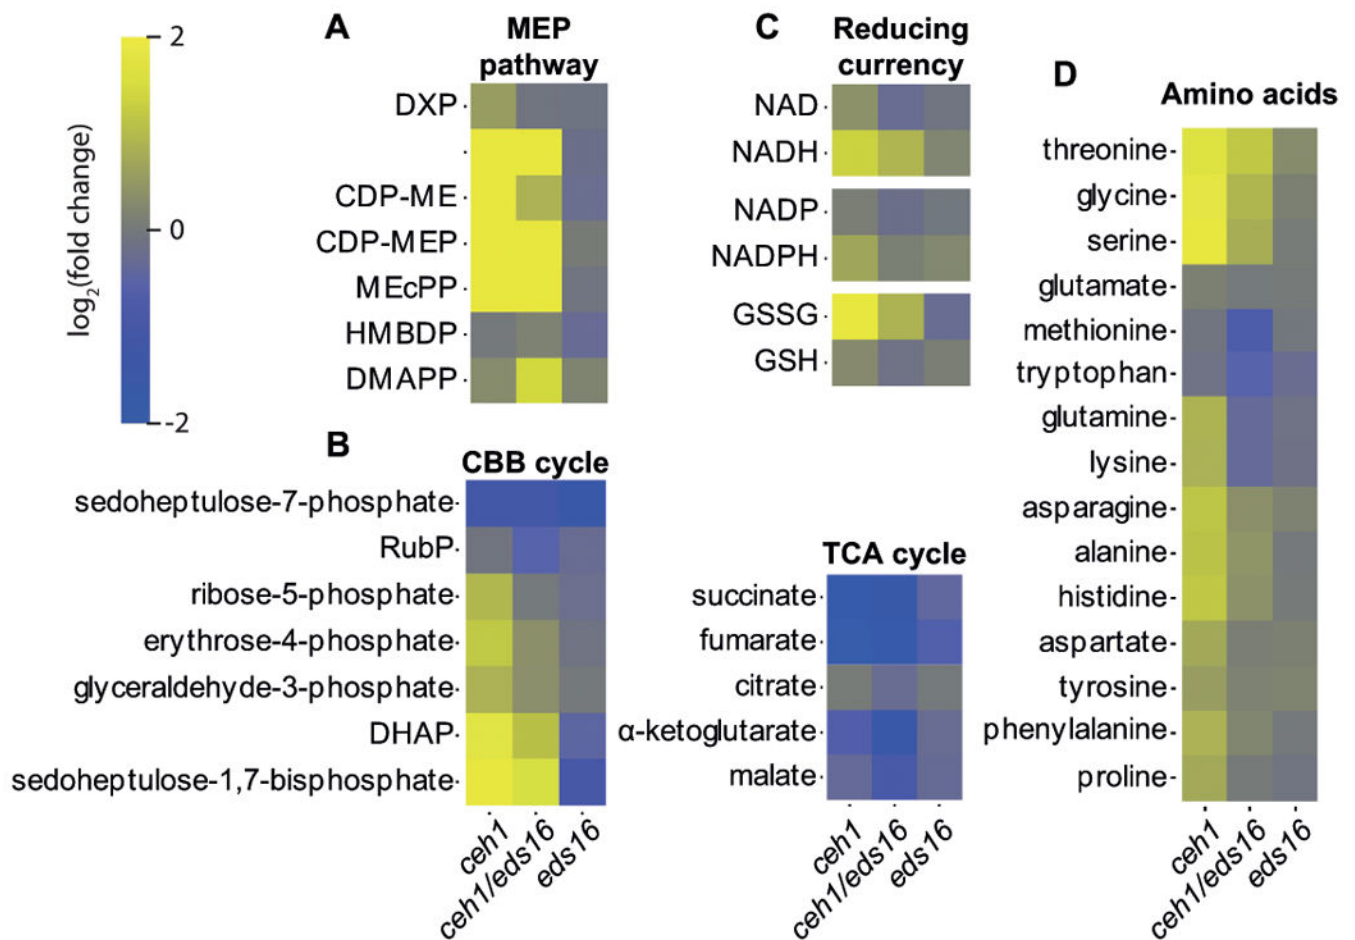 2
0
-2
log2(fold change)
A
MEP
pathway
DXP
CDP-ME
CDP-MEP
MEcPP
HMBDP
DMAPP
B
CBB cycle
sedoheptulose-7-phosphate
RubP
ribose-5-phosphate
erythrose-4-phosphate
glyceraldehyde-3-phosphate
DHAP
sedoheptulose-1,7-bisphosphate
ceh1
ceh1/eds16
eds16
C
Reducing
currency
NAD
NADH
NADP
NADPH
GSSG
GSH
TCA cycle
succinate
fumarate
citrate
α-ketoglutarate
malate
ceh1
ceh1/eds16
eds16
D
Amino acids
threonine
glycine
serine
glutamate
methionine
tryptophan
glutamine
lysine
asparagine
alanine
histidine
aspartate
tyrosine
phenylalanine
proline
ceh1
ceh1/eds16
eds16